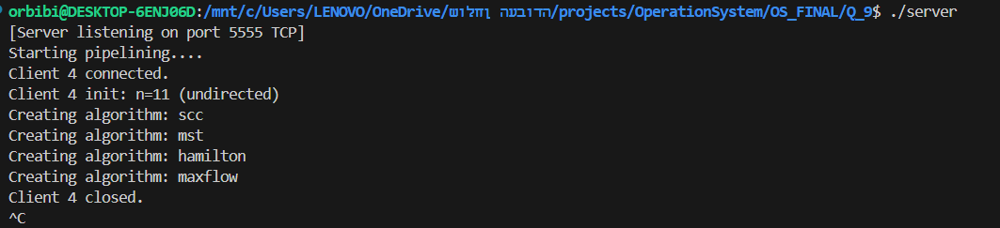 orbibi@DESKTOP-6ENJ06D:/mnt/c/Users/LENOVO/OneDrive/שולחן העבודה/projects/OperationSystem/OS_FINAL/Q_9$ ./server
[Server listening on port 5555 TCP]
Starting pipelining....
Client 4 connected.
Client 4 init: n=11 (undirected)
Creating algorithm: scc
Creating algorithm: mst
Creating algorithm: hamilton
Creating algorithm: maxflow
Client 4 closed.
^C